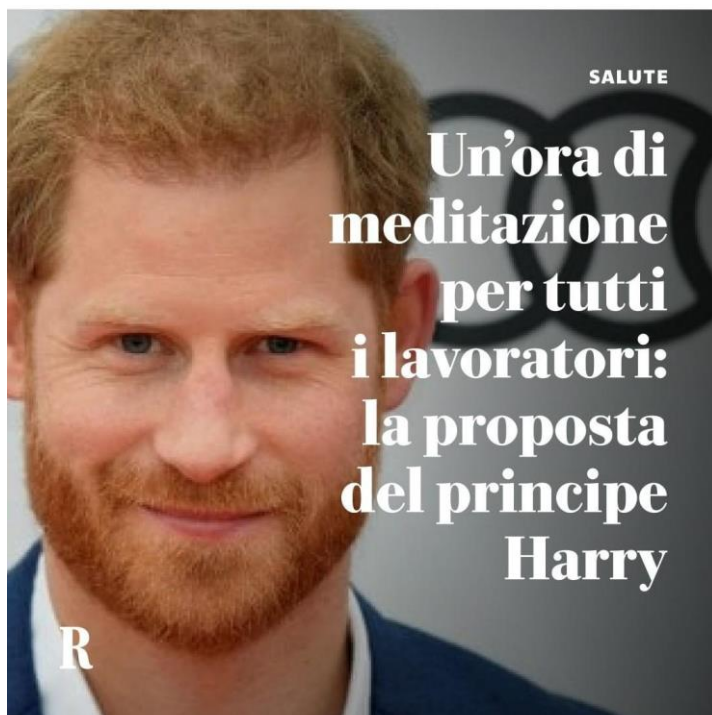 SALUTE
Un’ora di
meditazione
per tutti
i lavoratori:
la proposta
del principe
Harry
R